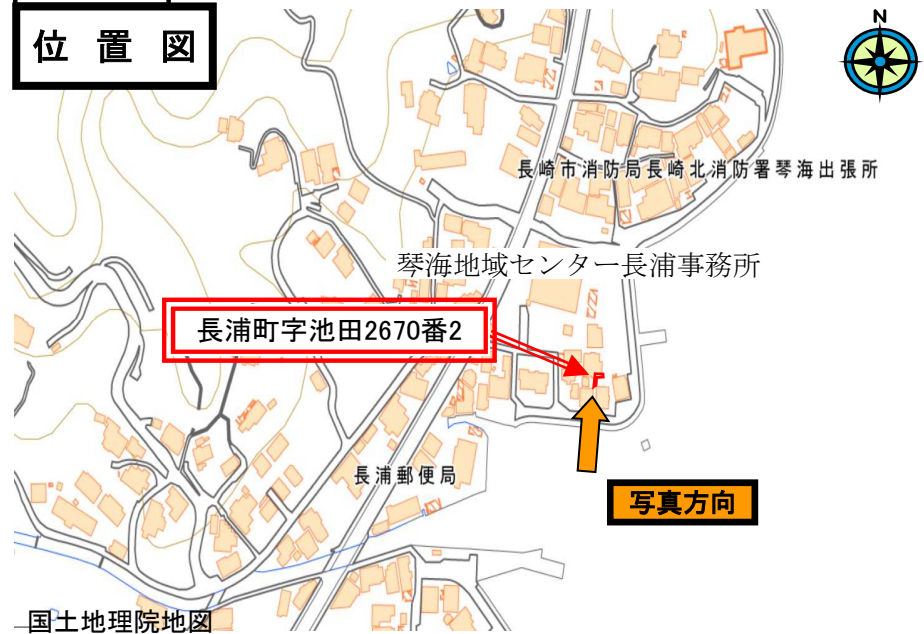 位置図
N
長崎市消防局長崎北消防署琴海出張所
琴海地域センター長浦事務所
長浦町字池田2670番2
長浦郵便局
写真方向
国土地理院地図